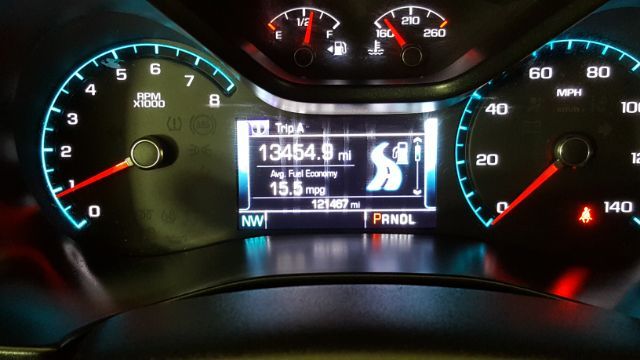 E 1/2 F
160 210 260
0 1 2 3 4 5 6 7 8
RPM
X1000
Trip A
13454.9 mi
Avg. Fuel Economy
15.5 mpg
121467 mi
NW PRNDL
0 20 40 60 80 100 140
MPH